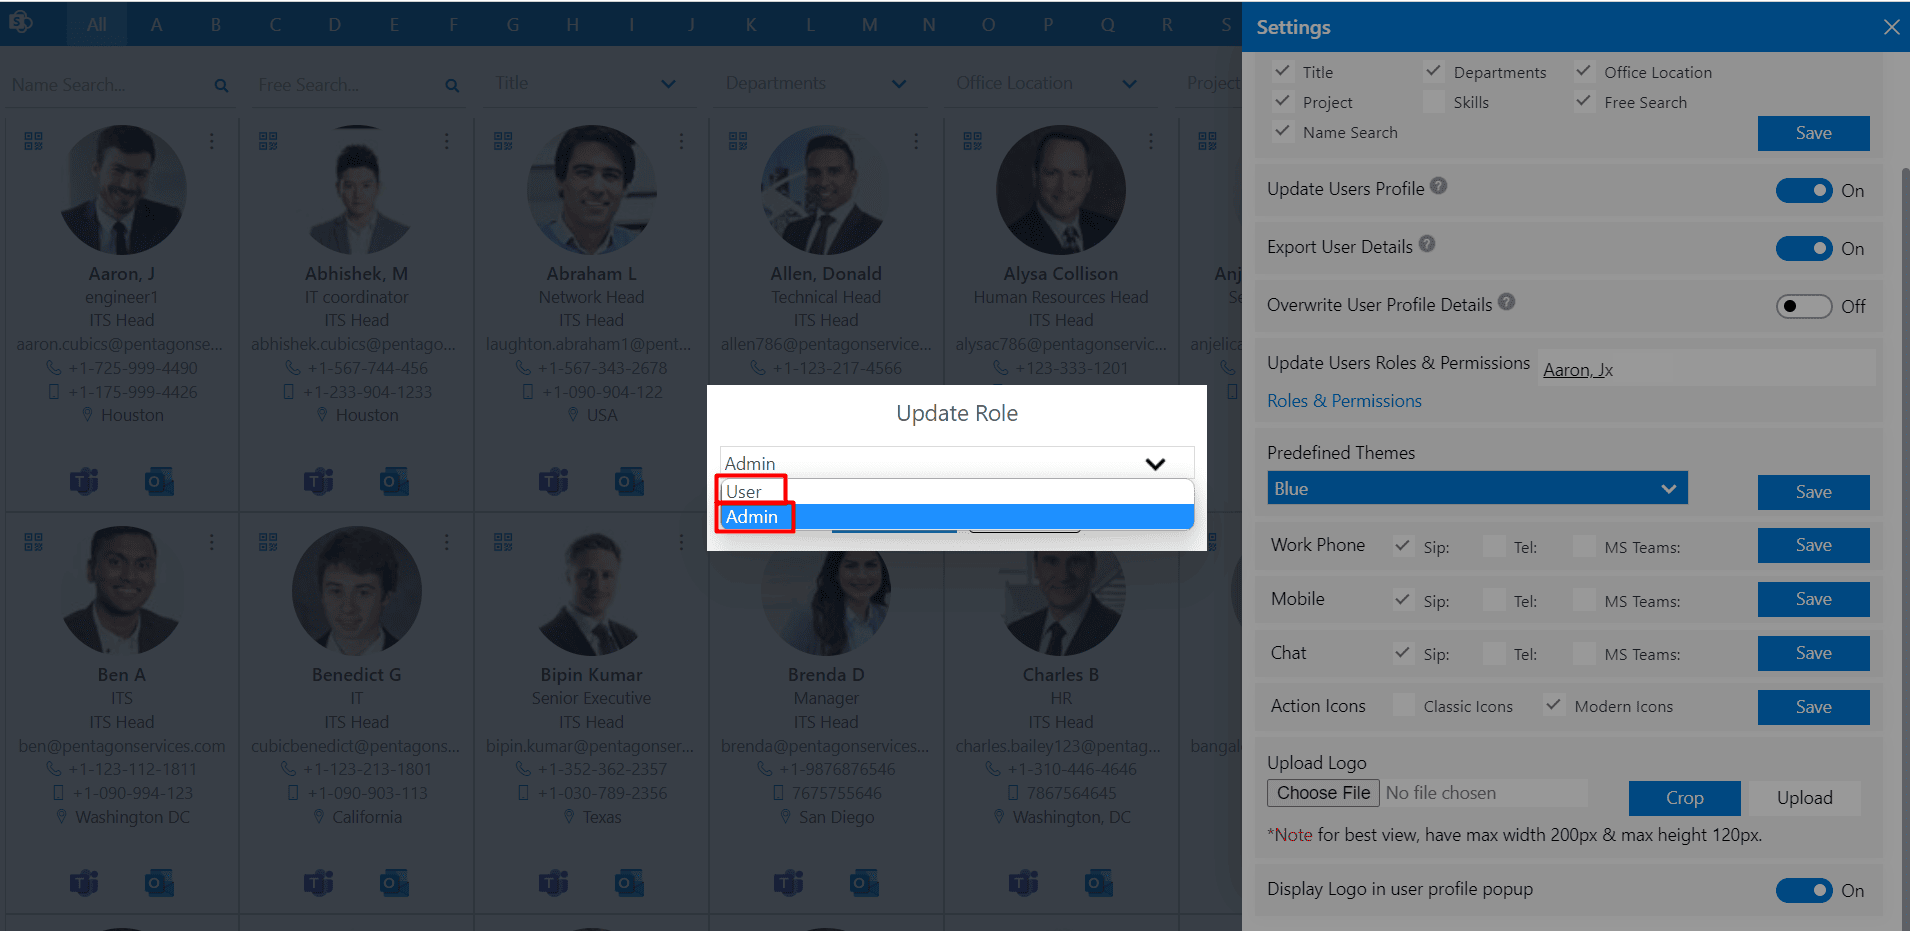 All A B C D E F G H I J K L M N O P Q R S
Name Search... Free Search... Title Departments Office Location Project
Aaron, J
engineer1
ITS Head
aaron.cubics@pentagonse...
+1-725-999-4490
+1-175-999-4426
Houston
Abhishek, M
IT coordinator
ITS Head
abhishek.cubics@pentago...
+1-567-744-456
+1-233-904-1233
Houston
Abraham L
Network Head
ITS Head
laughton.abraham1@pent...
+1-567-343-2678
+1-090-904-122
USA
Allen, Donald
Technical Head
ITS Head
allen786@pentagonservice...
+1-123-217-4566
Alysa Collison
Human Resources Head
ITS Head
alysac786@pentagonservic...
+123-333-1201
Anj
Se
anjelica
Ben A
ITS
ITS Head
ben@pentagonservices.com
+1-123-112-1811
+1-090-994-123
Washington DC
Benedict G
IT
ITS Head
cubicbenedict@pentagons...
+1-123-213-1801
+1-090-903-113
California
Bipin Kumar
Senior Executive
ITS Head
bipin.kumar@pentagonser...
+1-352-362-2357
+1-030-789-2356
Texas
Brenda D
Manager
ITS Head
brenda@pentagonservices...
+1-9876876546
7675755646
San Diego
Charles B
HR
ITS Head
charles.bailey123@pentag...
+1-310-446-4646
7867564645
Washington, DC
bangal
Update Role
Admin
User
Admin
Settings
Title Departments Office Location
Project Skills Free Search
Name Search
Save
Update Users Profile ? On
Export User Details ? On
Overwrite User Profile Details ? Off
Update Users Roles & Permissions Aaron, Jx
Roles & Permissions
Predefined Themes
Blue Save
Work Phone Sip: Tel: MS Teams: Save
Mobile Sip: Tel: MS Teams: Save
Chat Sip: Tel: MS Teams: Save
Action Icons Classic Icons Modern Icons Save
Upload Logo
Choose File No file chosen Crop Upload
*Note for best view, have max width 200px & max height 120px.
Display Logo in user profile popup On